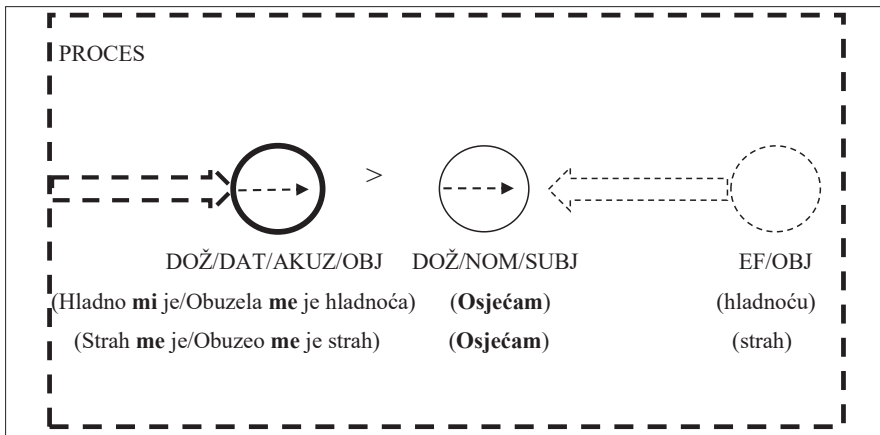 PROCES
>
DOŽ/DAT/AKUZ/OBJ DOŽ/NOM/SUBJ EF/OBJ
(Hladno mi je/Obuzela me je hladnoća) (Osjećam) (hladnoću)
(Strah me je/Obuzeo me je strah) (Osjećam) (strah)